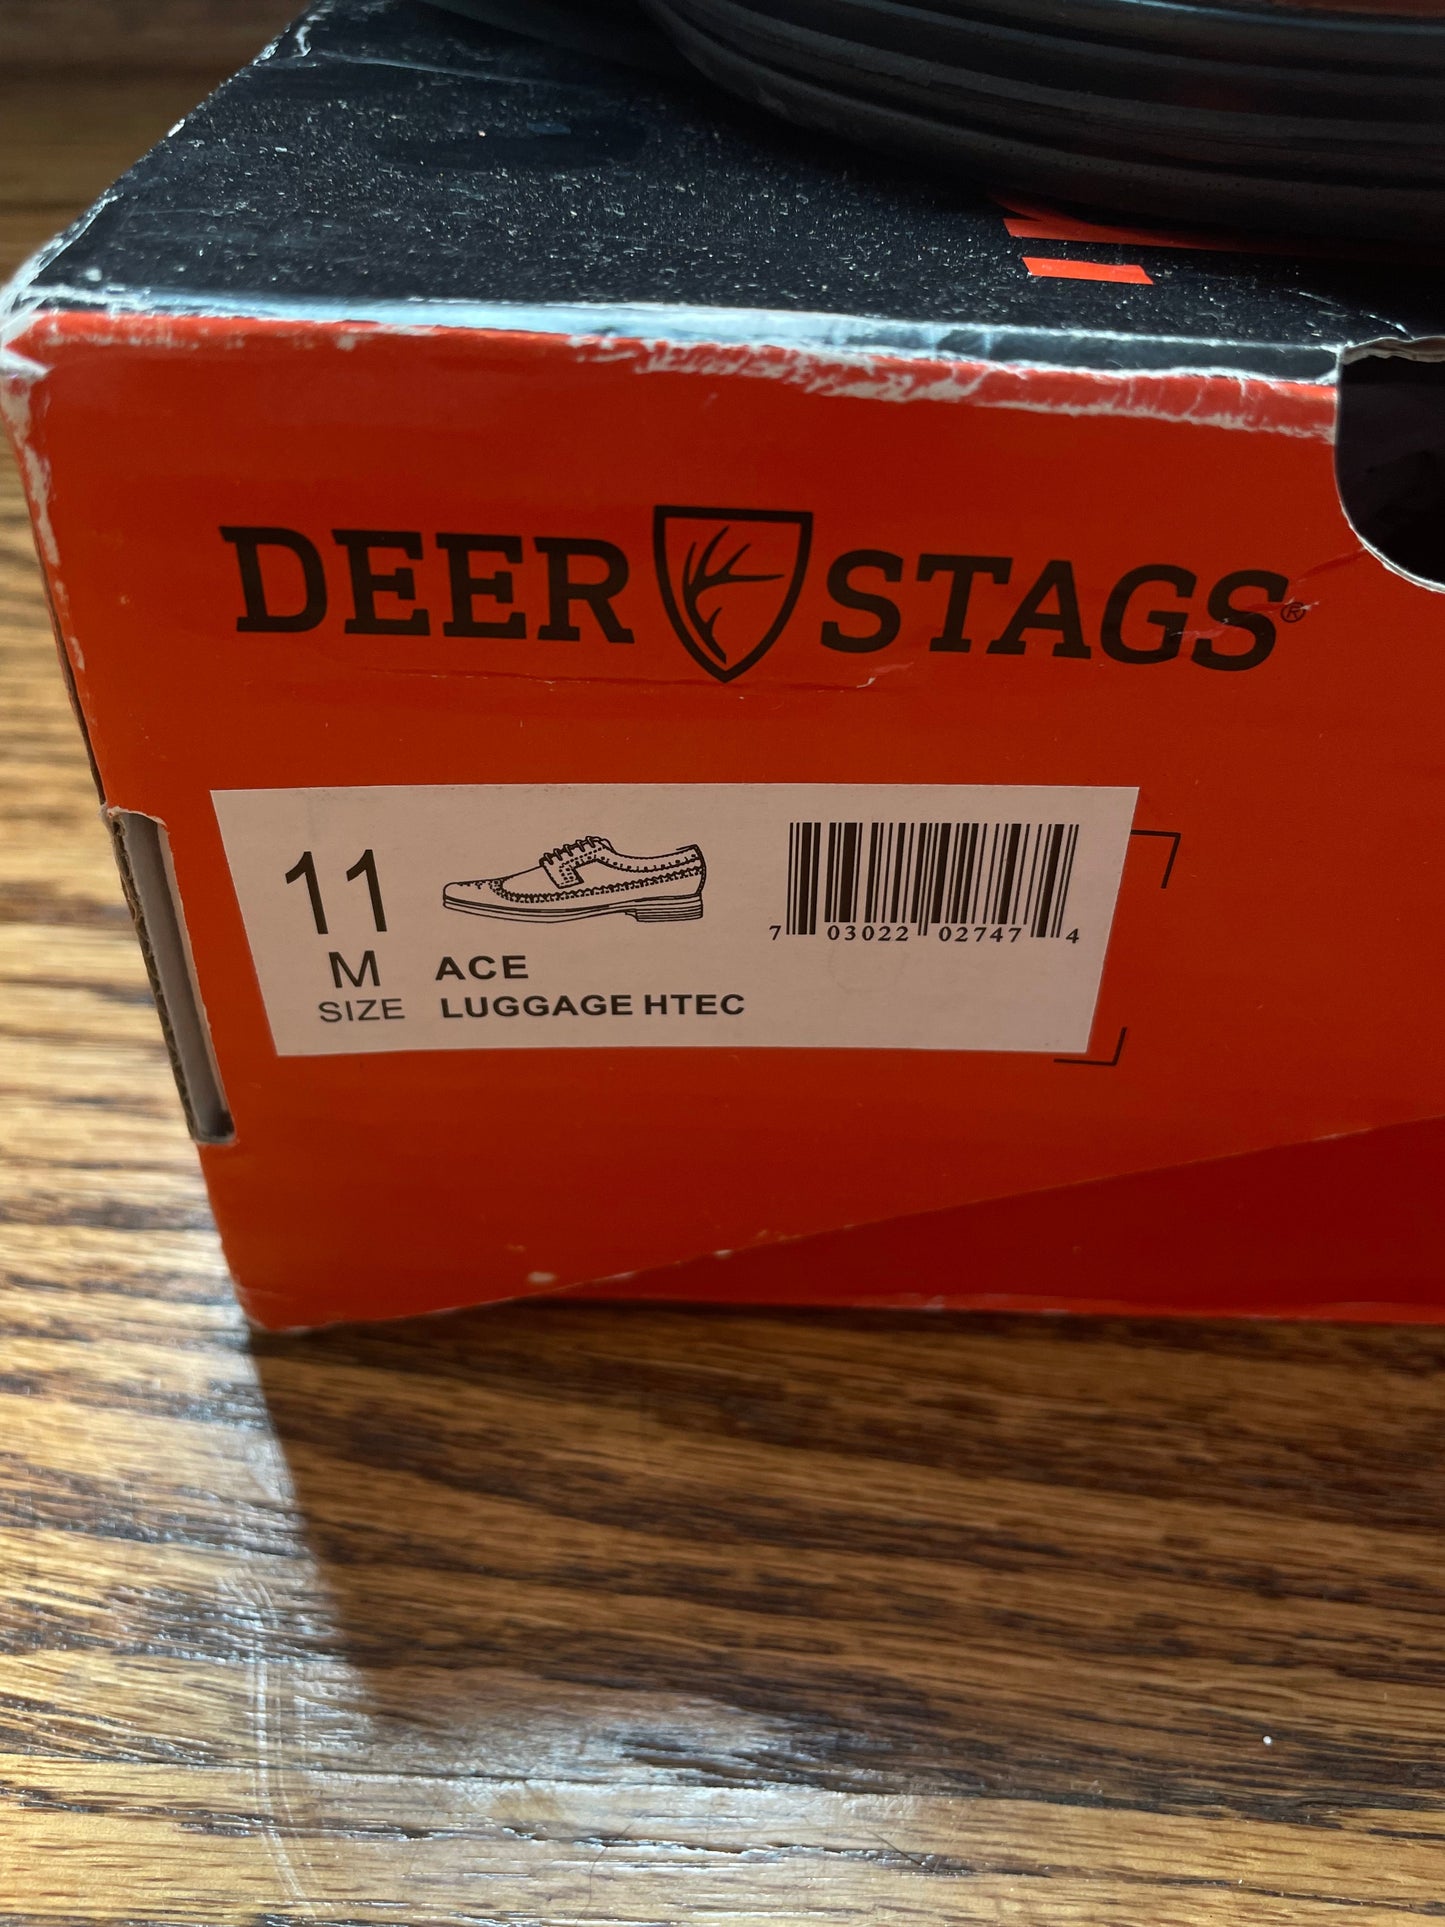 DEER STAGS®
11
M
SIZE
ACE
LUGGAGE HTEC
7 03022 02747 4